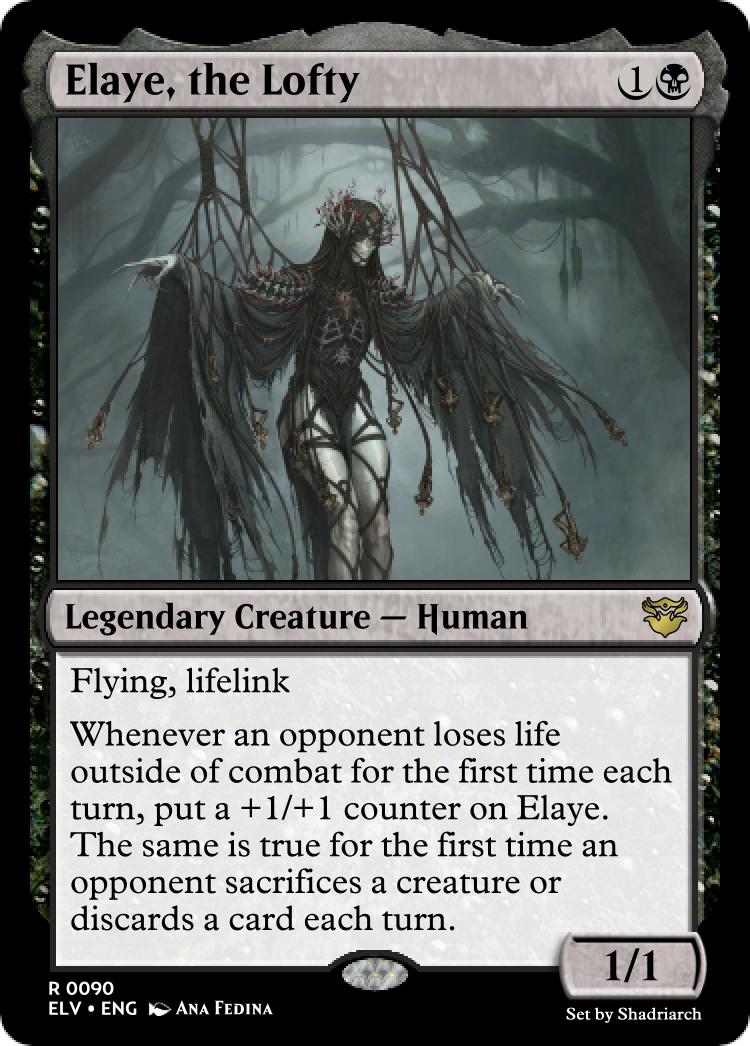 Elaye, the Lofty 1
Legendary Creature — Human
Flying, lifelink
Whenever an opponent loses life
outside of combat for the first time each
turn, put a +1/+1 counter on Elaye.
The same is true for the first time an
opponent sacrifices a creature or
discards a card each turn.
1/1
R 0090
ELV • ENG Ana Fedina
Set by Shadriarch